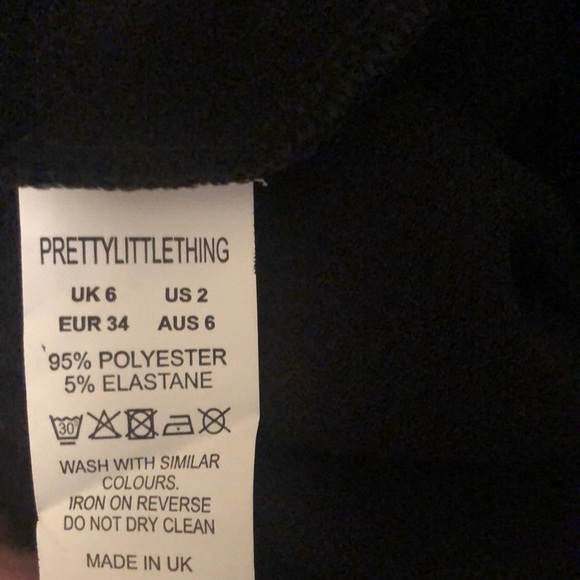 PRETTYLITTLETHING
UK 6 US 2
EUR 34 AUS 6
95% POLYESTER
5% ELASTANE
30°
WASH WITH SIMILAR
COLOURS.
IRON ON REVERSE
DO NOT DRY CLEAN
MADE IN UK